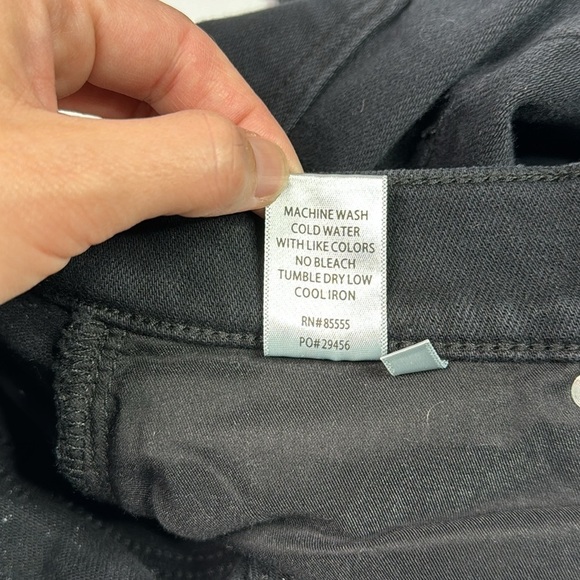 MACHINE WASH
COLD WATER
WITH LIKE COLORS
NO BLEACH
TUMBLE DRY LOW
COOL IRON
RN#85555
PO#29456